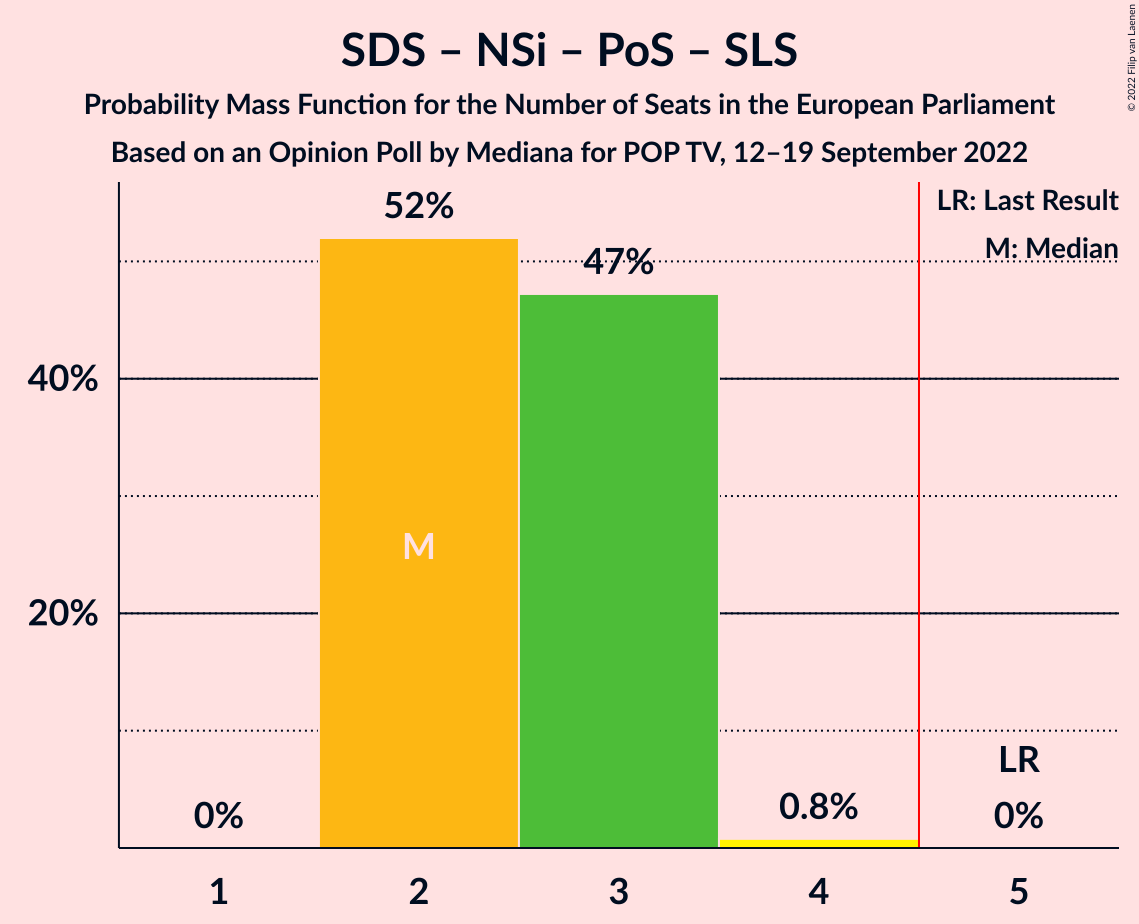 SDS – NSi – PoS – SLS
Probability Mass Function for the Number of Seats in the European Parliament
Based on an Opinion Poll by Mediana for POP TV, 12–19 September 2022
© 2022 Filip van Laenen
LR: Last Result
M: Median
52%
47%
40%
M
20%
LR
0%
0.8%
0%
1
2
3
4
5